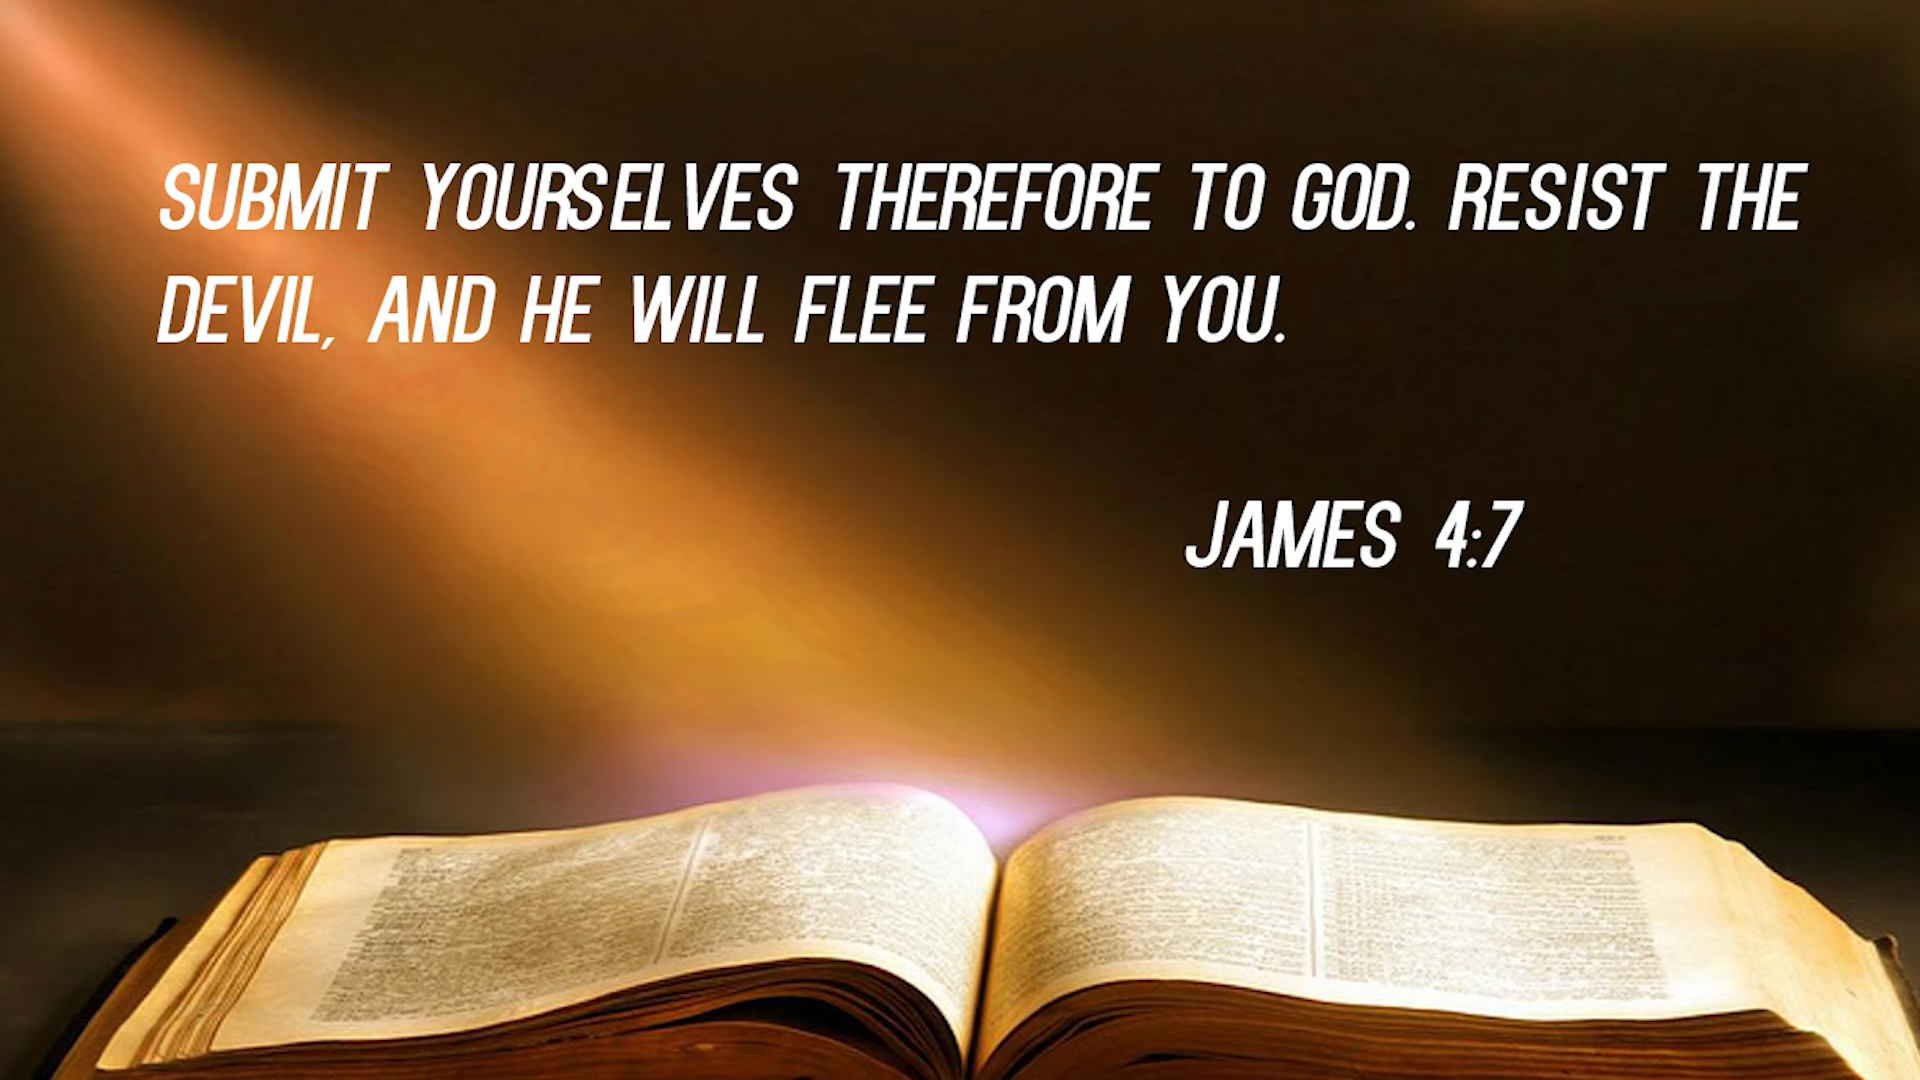 SUBMIT YOURSELVES THEREFORE TO GOD. RESIST THE
DEVIL, AND HE WILL FLEE FROM YOU.
JAMES 4:7